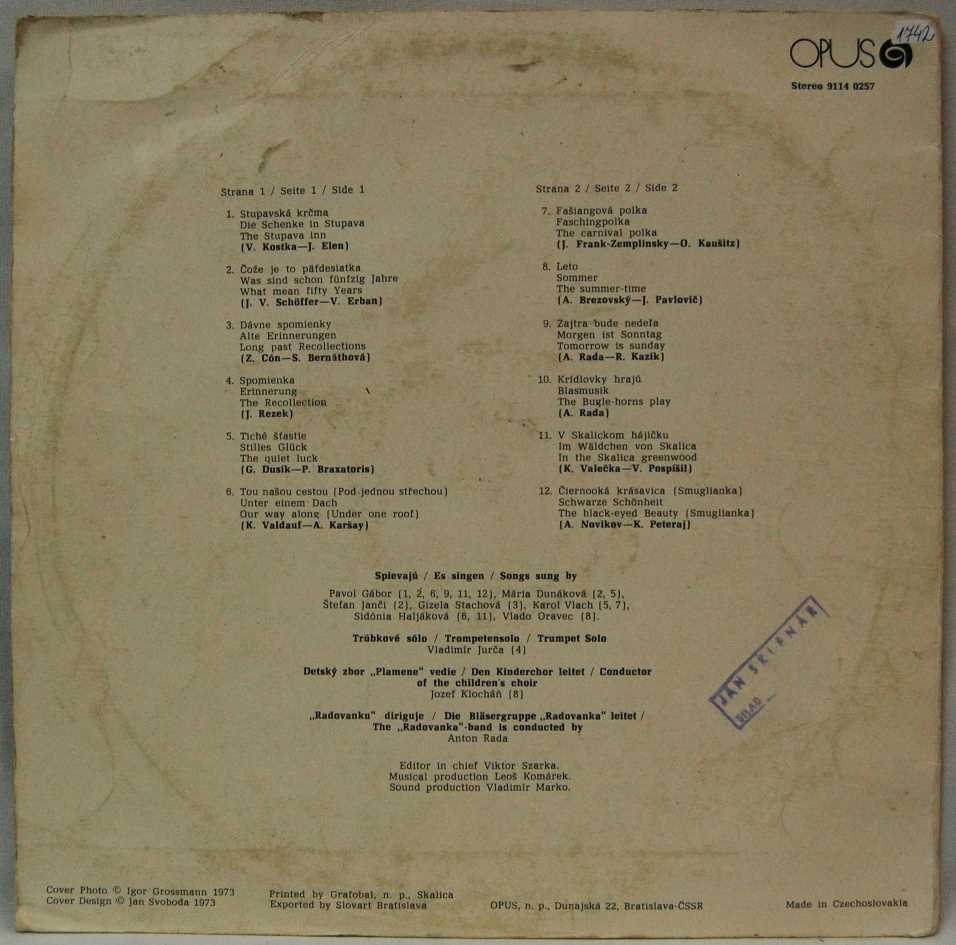 1742
OPUS
Stereo 9114 0257
Strana 1 / Seite 1 / Side 1
1. Stupavská krčma
Die Schenke in Stupava
The Stupava inn
(V. Kostka—J. Elen)
2. Čože je to päťdesiatka
Was sind schon fünfzig Jahre
What mean fifty Years
(J. V. Schöffer—V. Erban)
3. Dávne spomienky
Alte Erinnerungen
Long past Recollections
(Z. Cón—S. Bernáthová)
4. Spomienka
Erinnerung
The Recollection
(J. Rezek)
5. Tiché šťastie
Stilles Glück
The quiet luck
(G. Dusík—P. Braxatoris)
6. Tou našou cestou (Pod jednou střechou)
Unter einem Dach
Our way along (Under one roof)
(K. Valdauf—A. Karšay)
Strana 2 / Seite 2 / Side 2
7. Fašiangová polka
Faschingpolka
The carnival polka
(J. Frank-Zemplínsky—O. Kaušitz)
8. Leto
Sommer
The summer-time
(A. Brezovský—J. Pavlovič)
9. Zajtra bude nedeľa
Morgen ist Sonntag
Tomorrow is sunday
(A. Rada—R. Kazík)
10. Krídlovky hrajú
Blasmusik
The Bugle-horns play
(A. Rada)
11. V Skalickom hájíčku
Im Wäldchen von Skalica
In the Skalica greenwood
(K. Valečka—V. Pospíšil)
12. Čiernooká krásavica (Smuglianka)
Schwarze Schönheit
The black-eyed Beauty (Smuglianka)
(A. Novikov—K. Peteraj)
Spievajú / Es singen / Songs sung by
Pavol Gábor (1, 2, 6, 9, 11, 12), Mária Dunáková (2, 5),
Štefan Jančí (2), Gizela Stachová (3), Karol Vlach (5, 7),
Sidónia Haljáková (6, 11), Vlado Oravec (8).
Trúbkové sólo / Trompetensolo / Trumpet Solo
Vladimír Jurča (4)
Detský zbor „Plamene" vedie / Den Kinderchor leitet / Conductor
of the children's choir
Jozef Klocháň (8)
„Radovanku" diriguje / Die Bläsergruppe „Radovanka" leitet /
The „Radovanka"-band is conducted by
Anton Rada
Editor in chief Viktor Szarka.
Musical production Leoš Komárek.
Sound production Vladimír Marko.
JÁN SKIPNÁR
Cover Photo © Igor Grossmann 1973
Cover Design © Jan Svoboda 1973
Printed by Grafobal, n. p., Skalica
Exported by Slovart Bratislava
OPUS, n. p., Dunajská 22, Bratislava-ČSSR
Made in Czechoslovakia